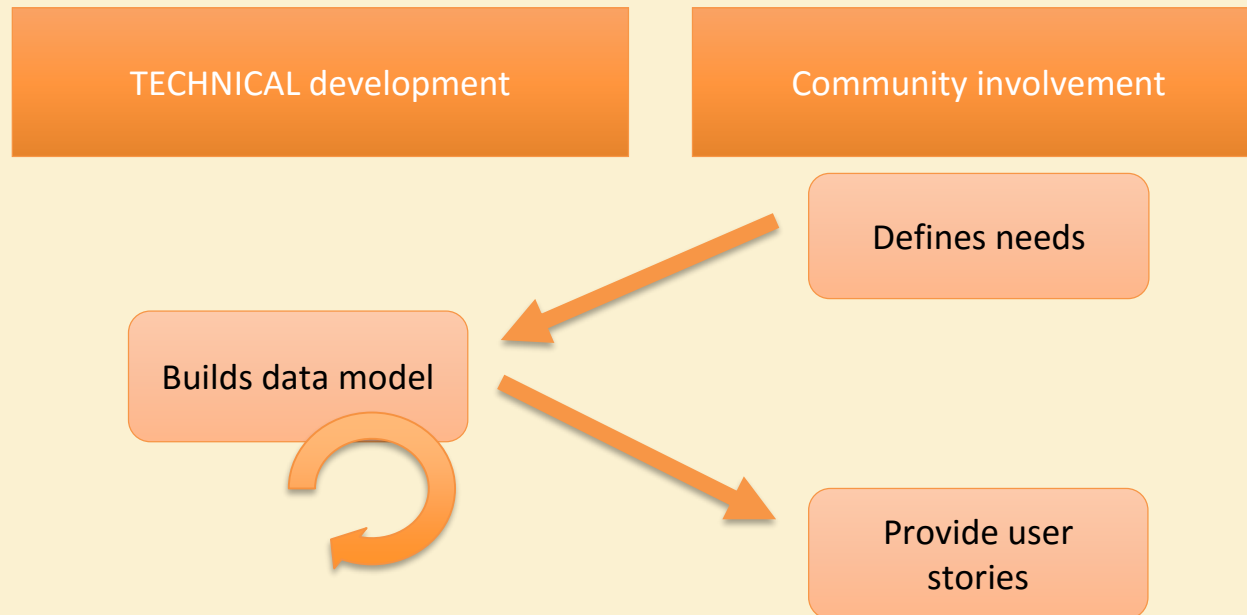 TECHNICAL development
Community involvement
Defines needs
Builds data model
Provide user
stories